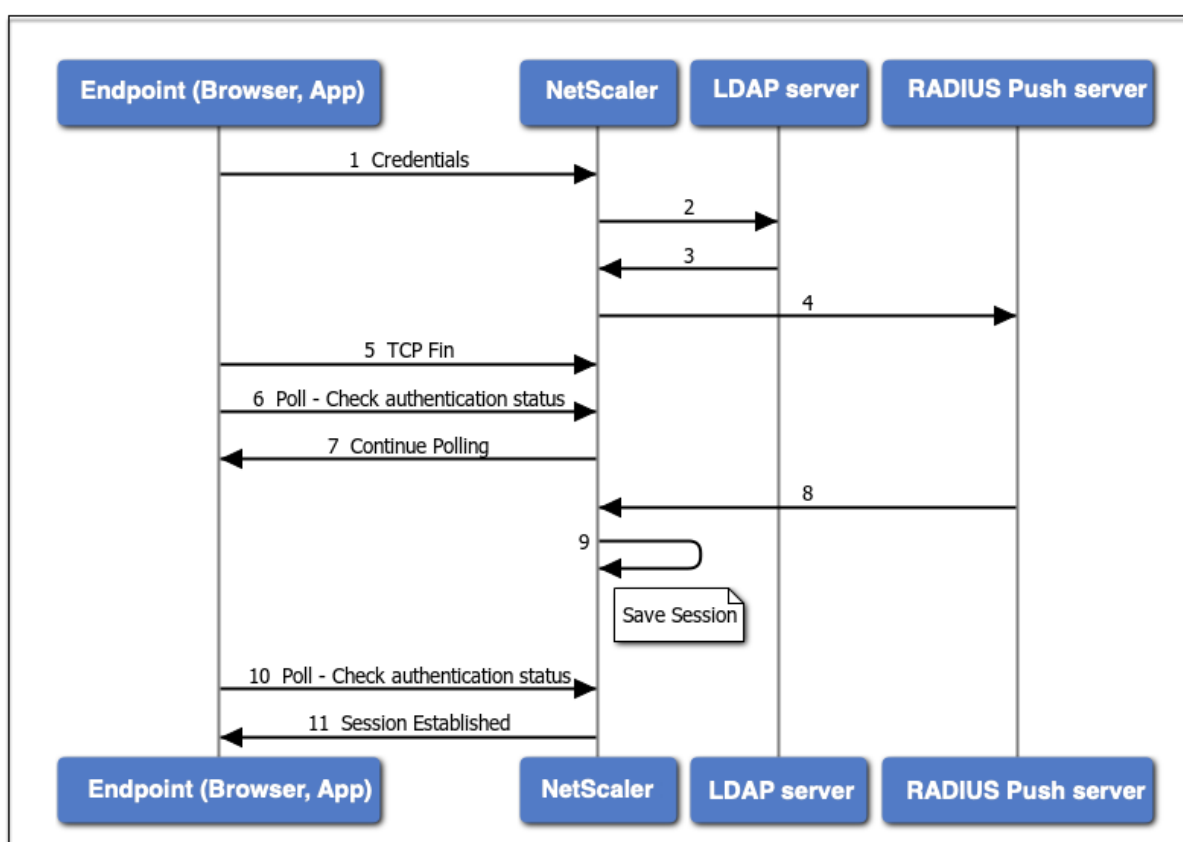 Endpoint (Browser, App)
NetScaler
LDAP server
RADIUS Push server
1 Credentials
2
3
4
5 TCP Fin
6 Poll - Check authentication status
7 Continue Polling
8
9
Save Session
10 Poll - Check authentication status
11 Session Established
Endpoint (Browser, App)
NetScaler
LDAP server
RADIUS Push server